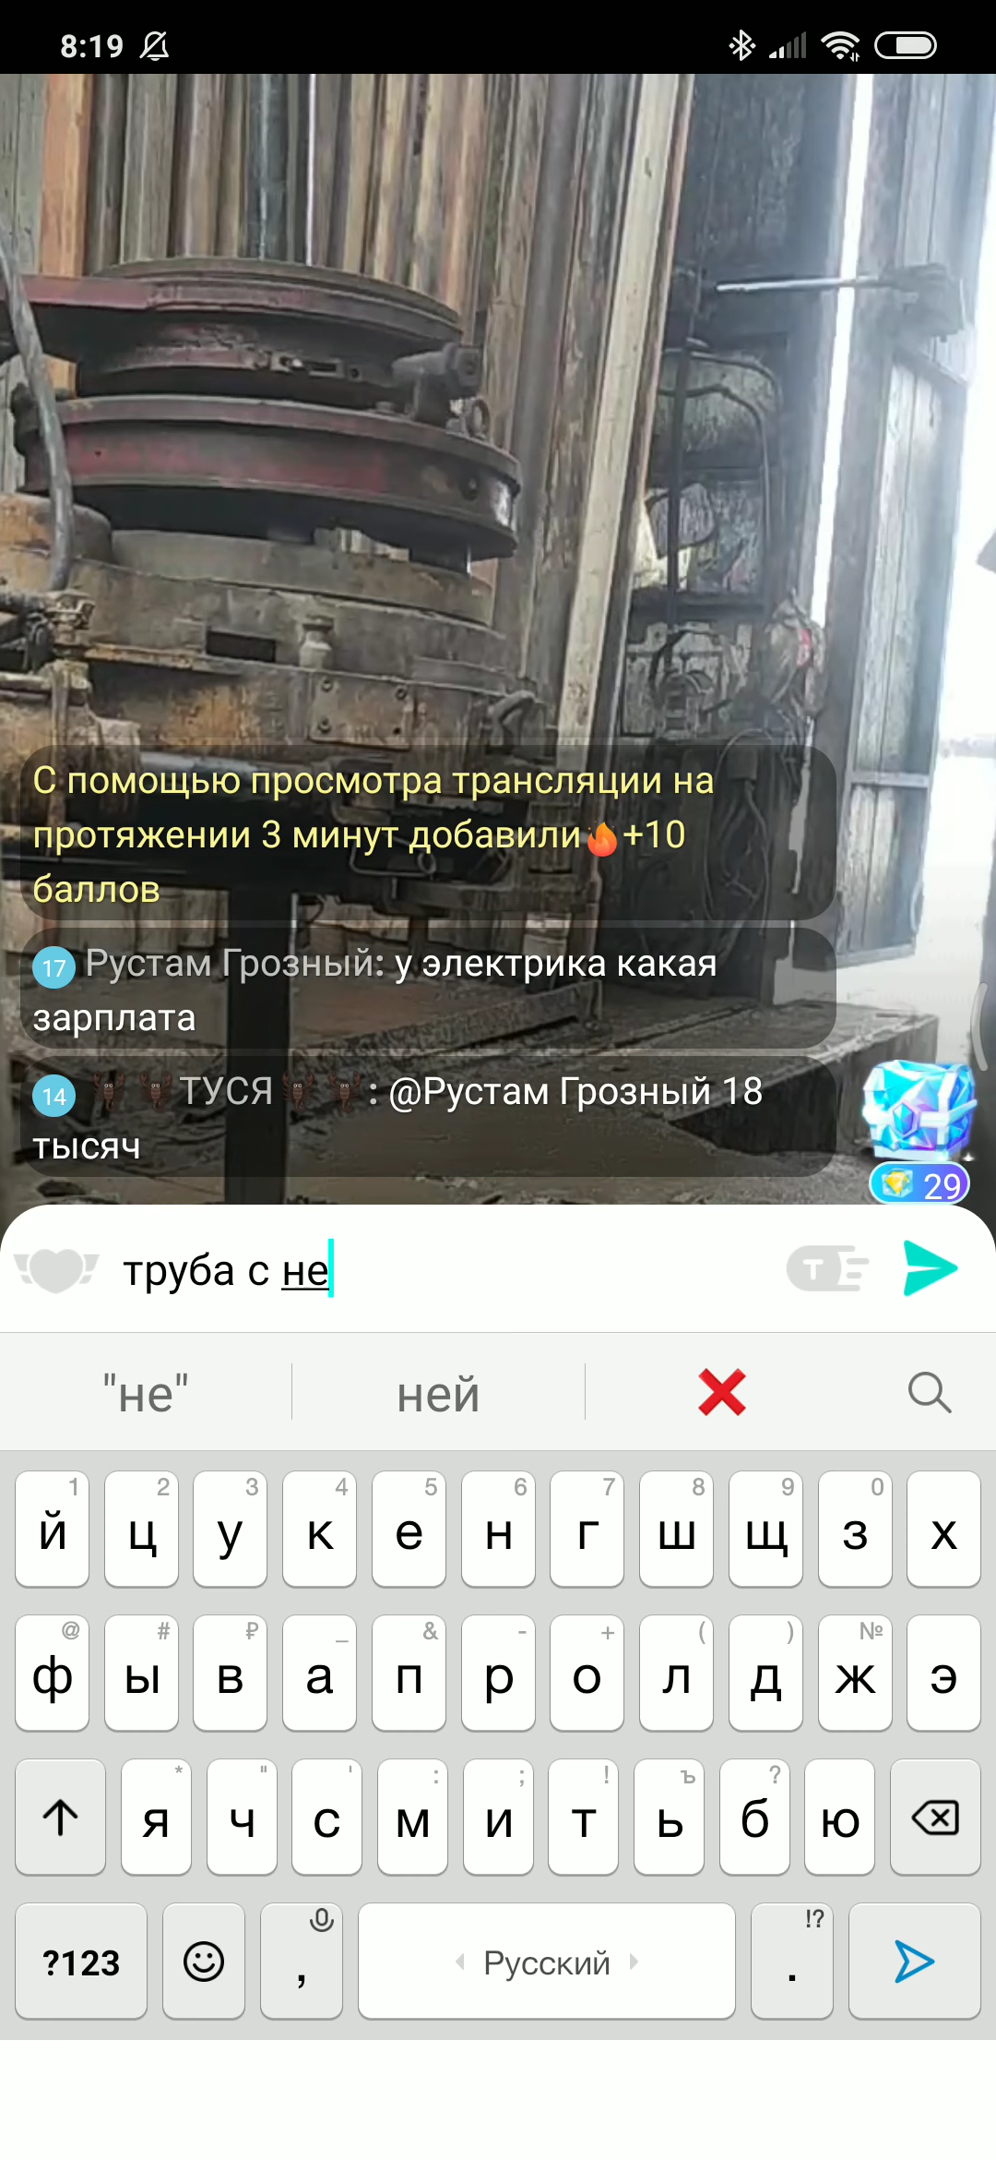 8:19
С помощью просмотра трансляции на
протяжении 3 минут добавили🔥+10
баллов
17 Рустам Грозный: у электрика какая
зарплата
14 🦞🦞ТУСЯ🦞🦞: @Рустам Грозный 18
тысяч
29
труба с не
T
"не" ней ❌
1 2 3 4 5 6 7 8 9 0
й ц у к е н г ш щ з х
@ # ₽ _ & - + ( ) №
ф ы в а п р о л д ж э
* " ' : ; ! ъ ?
я ч с м и т ь б ю
!?
?123 , Русский .